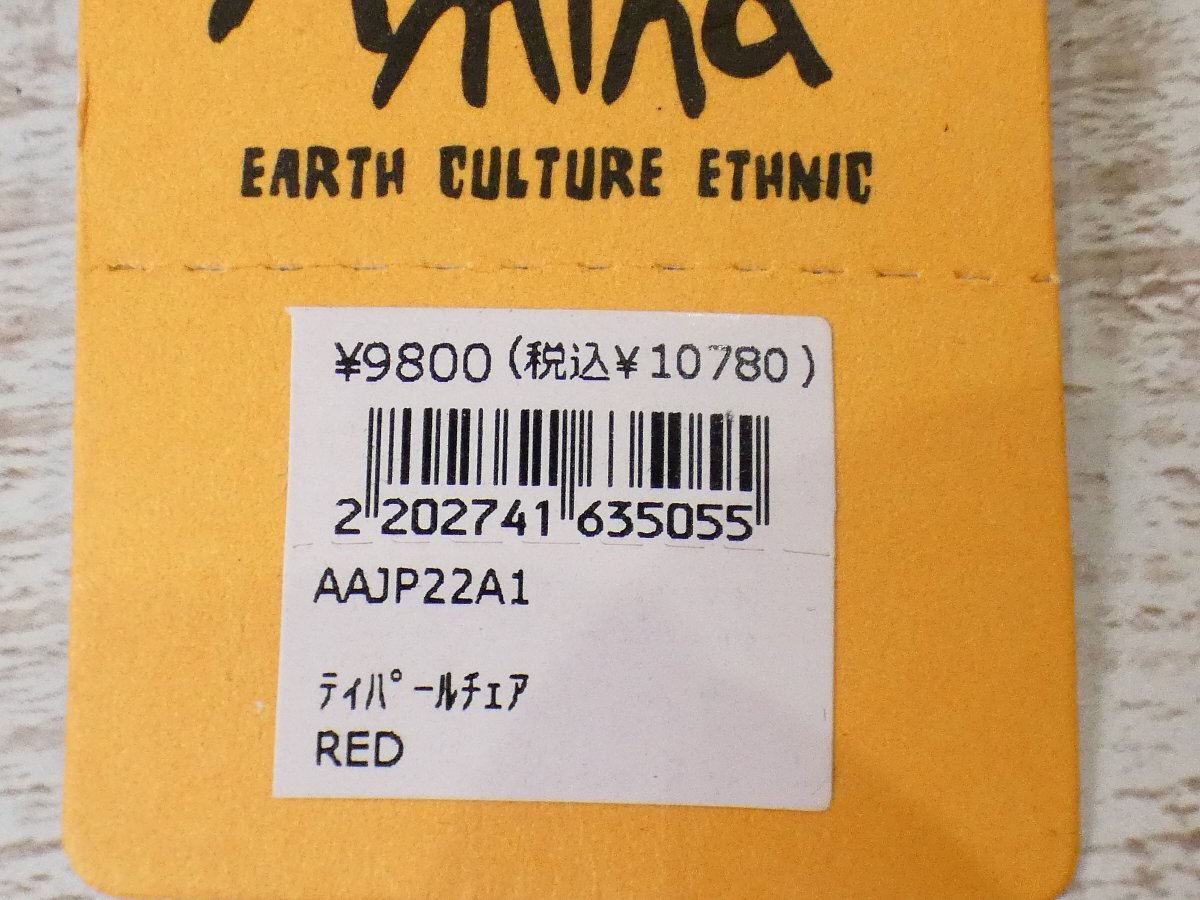 Amina
EARTH CULTURE ETHNIC
¥9800(税込¥10780)
2 202741 635055
AAJP22A1
ﾃｨﾊﾟｰﾙﾁｪｱ
RED